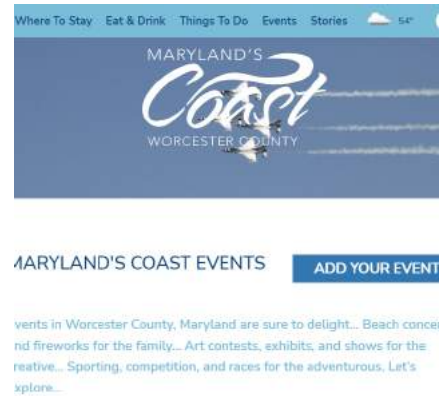 Where To Stay Eat & Drink Things To Do Events Stories 54°
MARYLAND'S
Coast
WORCESTER COUNTY
MARYLAND'S COAST EVENTS
ADD YOUR EVENT
vents in Worcester County, Maryland are sure to delight... Beach
nd fireworks for the family... Art contests, exhibits, and shows for the
reative... Sporting, competition, and races for the adventurous. Let's
xplore...